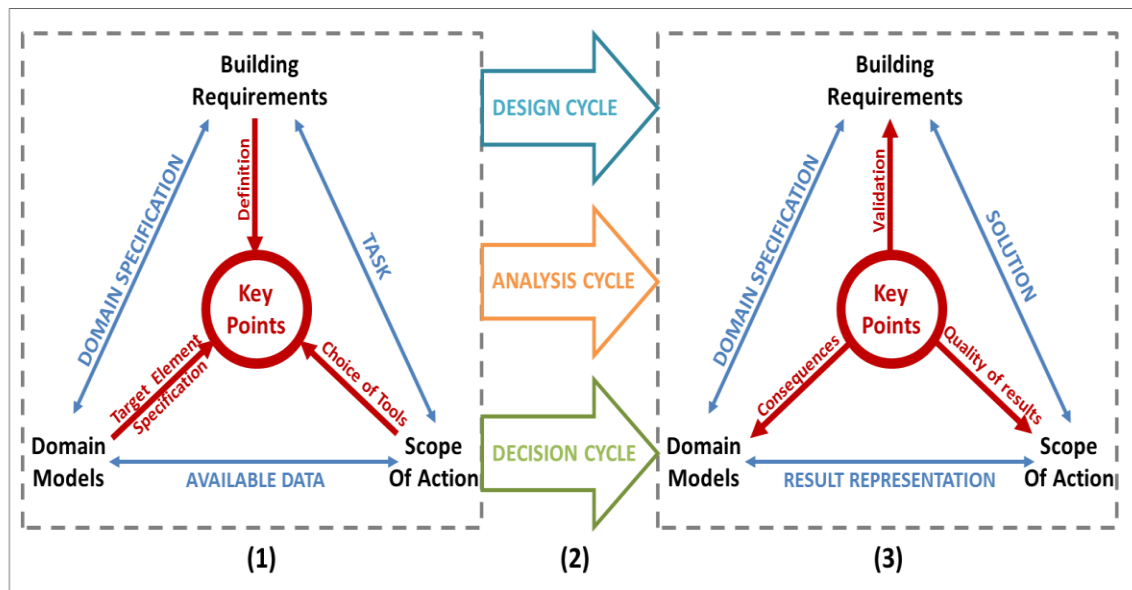 Building
Requirements
DOMAIN SPECIFICATION
Definition
TASK
Key
Points
Target Element
Specification
Choice of Tools
Domain
Models
AVAILABLE DATA
Scope
Of Action
(1)
DESIGN CYCLE
ANALYSIS CYCLE
DECISION CYCLE
(2)
Building
Requirements
DOMAIN SPECIFICATION
Validation
SOLUTION
Key
Points
Consequences
Quality of results
Domain
Models
RESULT REPRESENTATION
Scope
Of Action
(3)